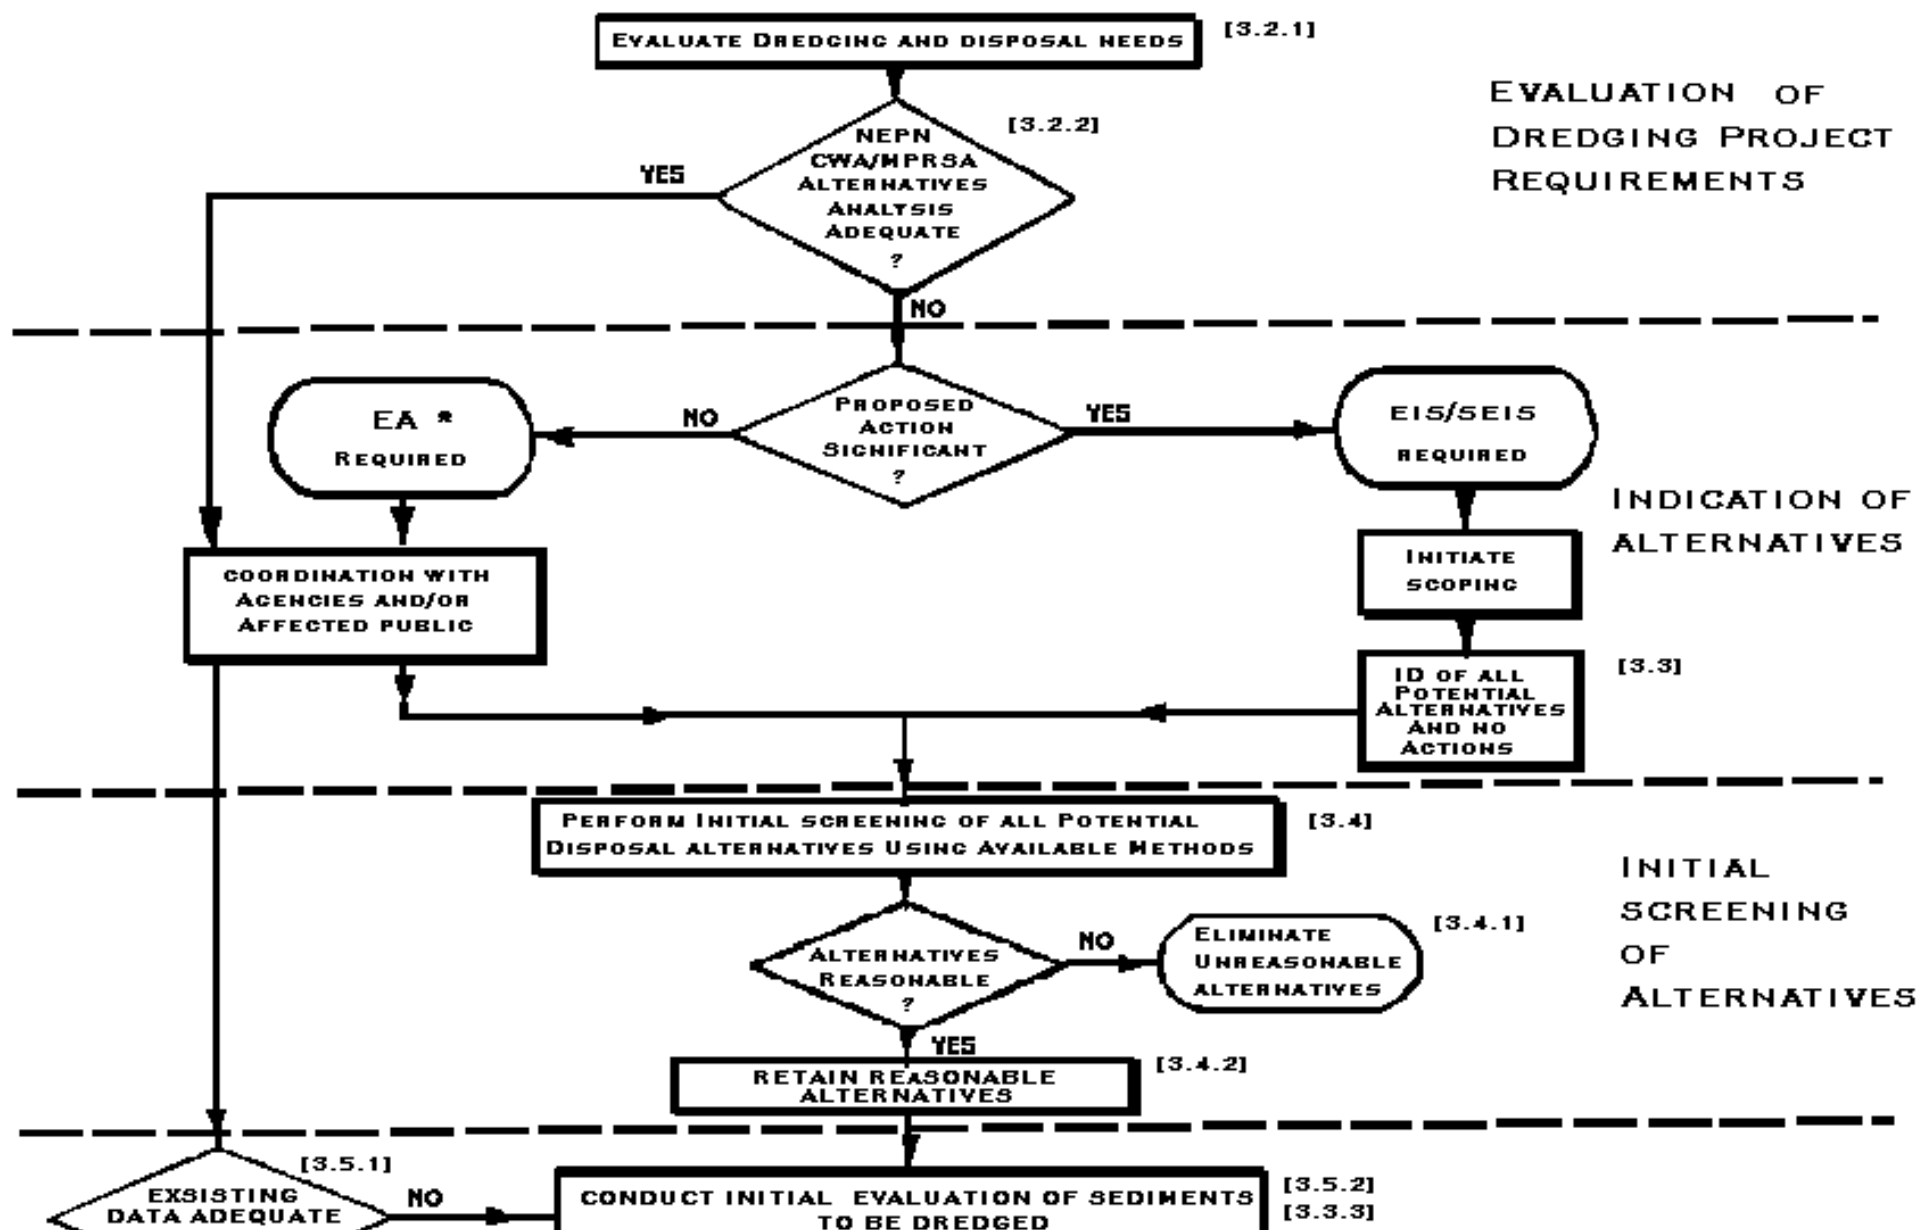 EVALUATE DREDGING AND DISPOSAL NEEDS
[3.2.1]
EVALUATION OF
DREDGING PROJECT
REQUIREMENTS
[3.2.2]
NEPN
CWA/MPRSA
ALTERNATIVES
ANALYSIS
ADEQUATE
?
YES
NO
PROPOSED
ACTION
SIGNIFICANT
?
NO
YES
EA *
REQUIRED
EIS/SEIS
REQUIRED
INDICATION OF
ALTERNATIVES
COORDINATION WITH
AGENCIES AND/OR
AFFECTED PUBLIC
INITIATE
SCOPING
[3.3]
ID OF ALL
POTENTIAL
ALTERNATIVES
AND NO
ACTIONS
PERFORM INITIAL SCREENING OF ALL POTENTIAL
DISPOSAL ALTERNATIVES USING AVAILABLE METHODS
[3.4]
INITIAL
SCREENING
OF
ALTERNATIVES
ALTERNATIVES
REASONABLE
?
NO
ELIMINATE
UNREASONABLE
ALTERNATIVES
[3.4.1]
YES
RETAIN REASONABLE
ALTERNATIVES
[3.4.2]
[3.5.1]
EXSISTING
DATA ADEQUATE
NO
CONDUCT INITIAL EVALUATION OF SEDIMENTS
TO BE DREDGED
[3.5.2]
[3.3.3]